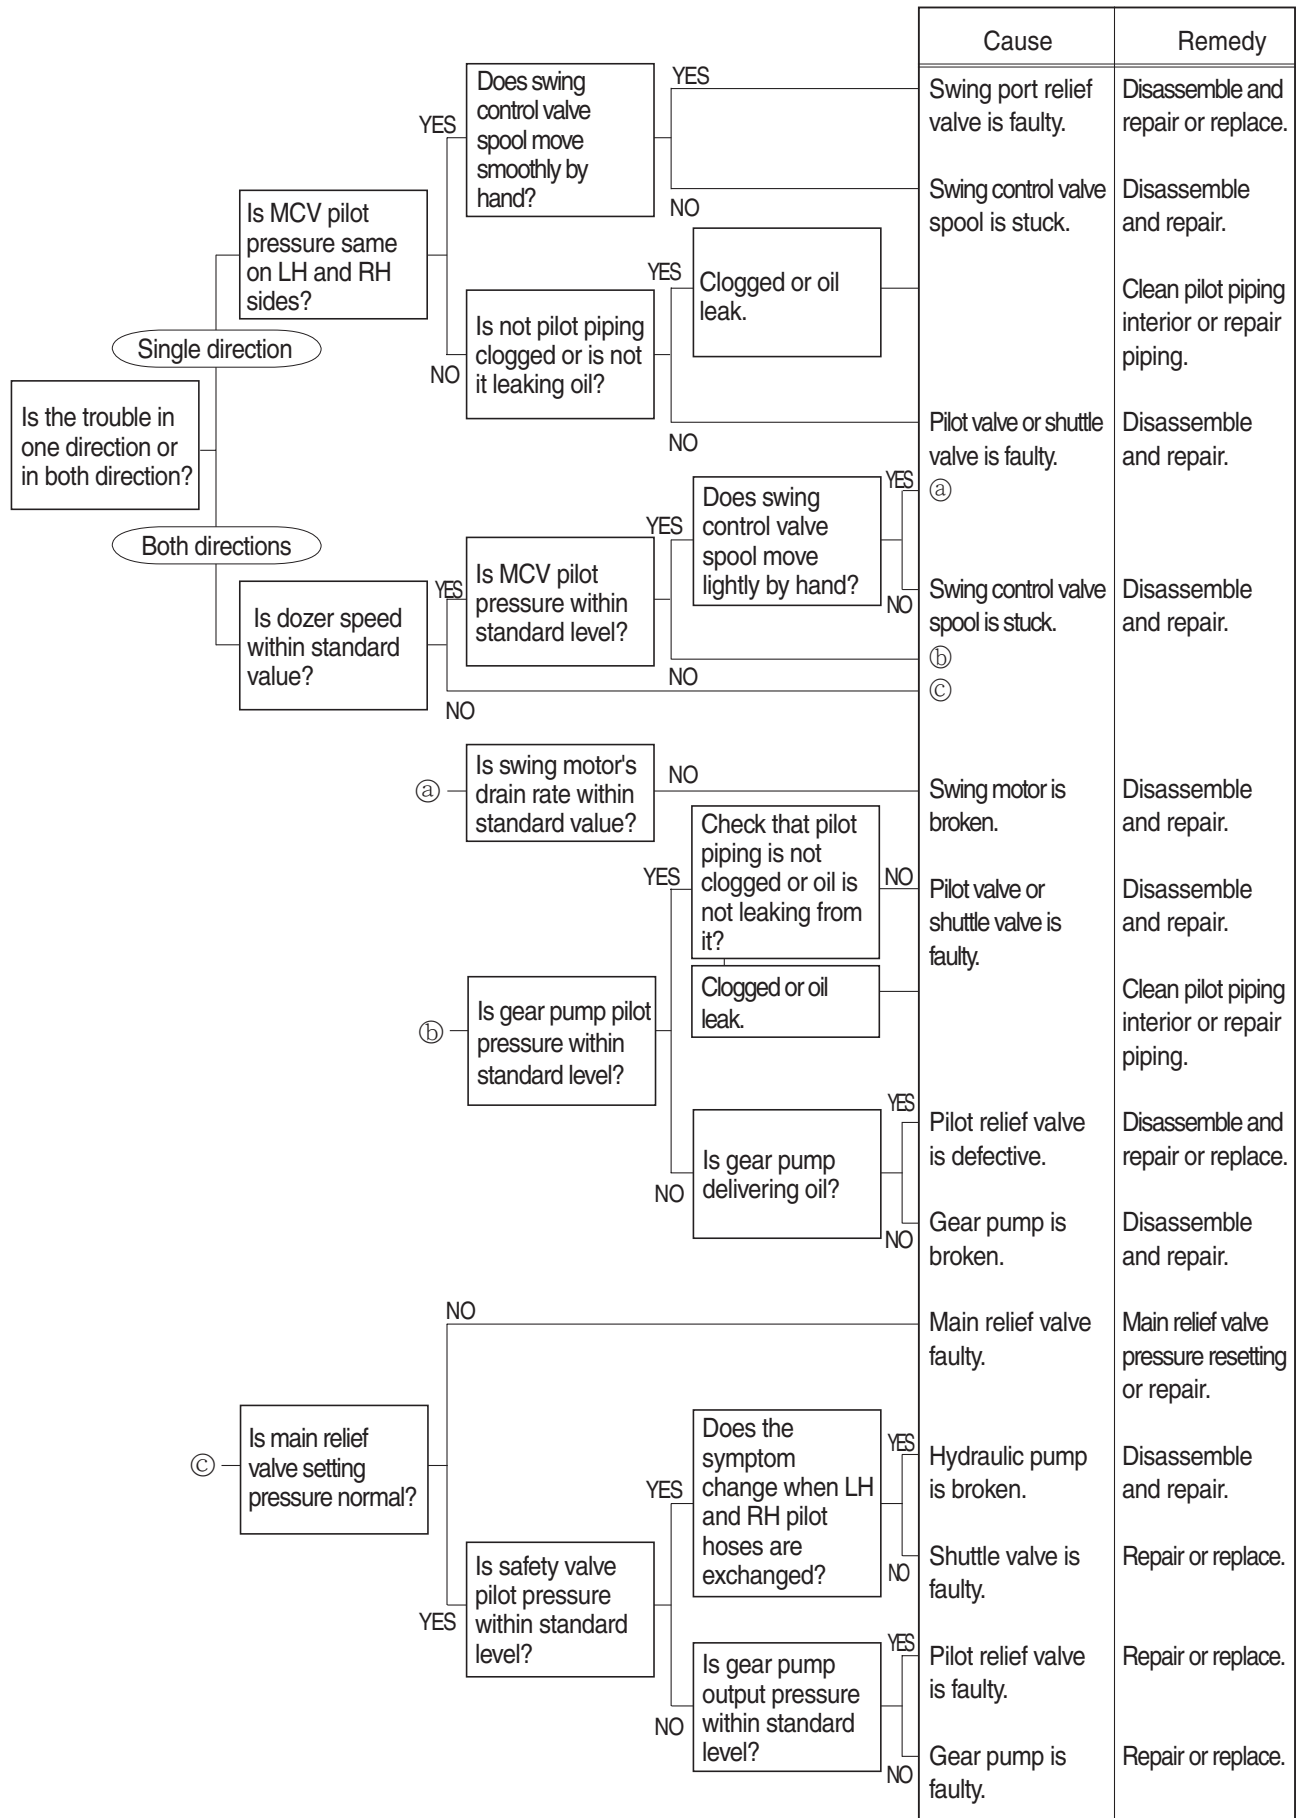 Cause
Remedy
Does swing
control valve
spool move
smoothly by
hand?
YES
YES
NO
Swing port relief
valve is faulty.
Disassemble and
repair or replace.
Swing control valve
spool is stuck.
Disassemble
and repair.
Is MCV pilot
pressure same
on LH and RH
sides?
Single direction
Is not pilot piping
clogged or is not
it leaking oil?
NO
YES
Clogged or oil
leak.
NO
Clean pilot piping
interior or repair
piping.
Pilot valve or shuttle
valve is faulty.
Disassemble
and repair.
Is the trouble in
one direction or
in both direction?
Both directions
Is dozer speed
within standard
value?
YES
NO
Is MCV pilot
pressure within
standard level?
YES
NO
Does swing
control valve
spool move
lightly by hand?
YES
NO
ⓐ
Swing control valve
spool is stuck.
Disassemble
and repair.
ⓑ
ⓒ
ⓐ
Is swing motor's
drain rate within
standard value?
NO
Swing motor is
broken.
Disassemble
and repair.
ⓑ
Is gear pump pilot
pressure within
standard level?
YES
Check that pilot
piping is not
clogged or oil is
not leaking from
it?
NO
Pilot valve or
shuttle valve is
faulty.
Disassemble
and repair.
Clogged or oil
leak.
Clean pilot piping
interior or repair
piping.
NO
Is gear pump
delivering oil?
YES
NO
Pilot relief valve
is defective.
Disassemble and
repair or replace.
Gear pump is
broken.
Disassemble
and repair.
ⓒ
Is main relief
valve setting
pressure normal?
NO
Main relief valve
faulty.
Main relief valve
pressure resetting
or repair.
YES
Is safety valve
pilot pressure
within standard
level?
YES
Does the
symptom
change when LH
and RH pilot
hoses are
exchanged?
YES
NO
Hydraulic pump
is broken.
Disassemble
and repair.
Shuttle valve is
faulty.
Repair or replace.
NO
Is gear pump
output pressure
within standard
level?
YES
NO
Pilot relief valve
is faulty.
Repair or replace.
Gear pump is
faulty.
Repair or replace.